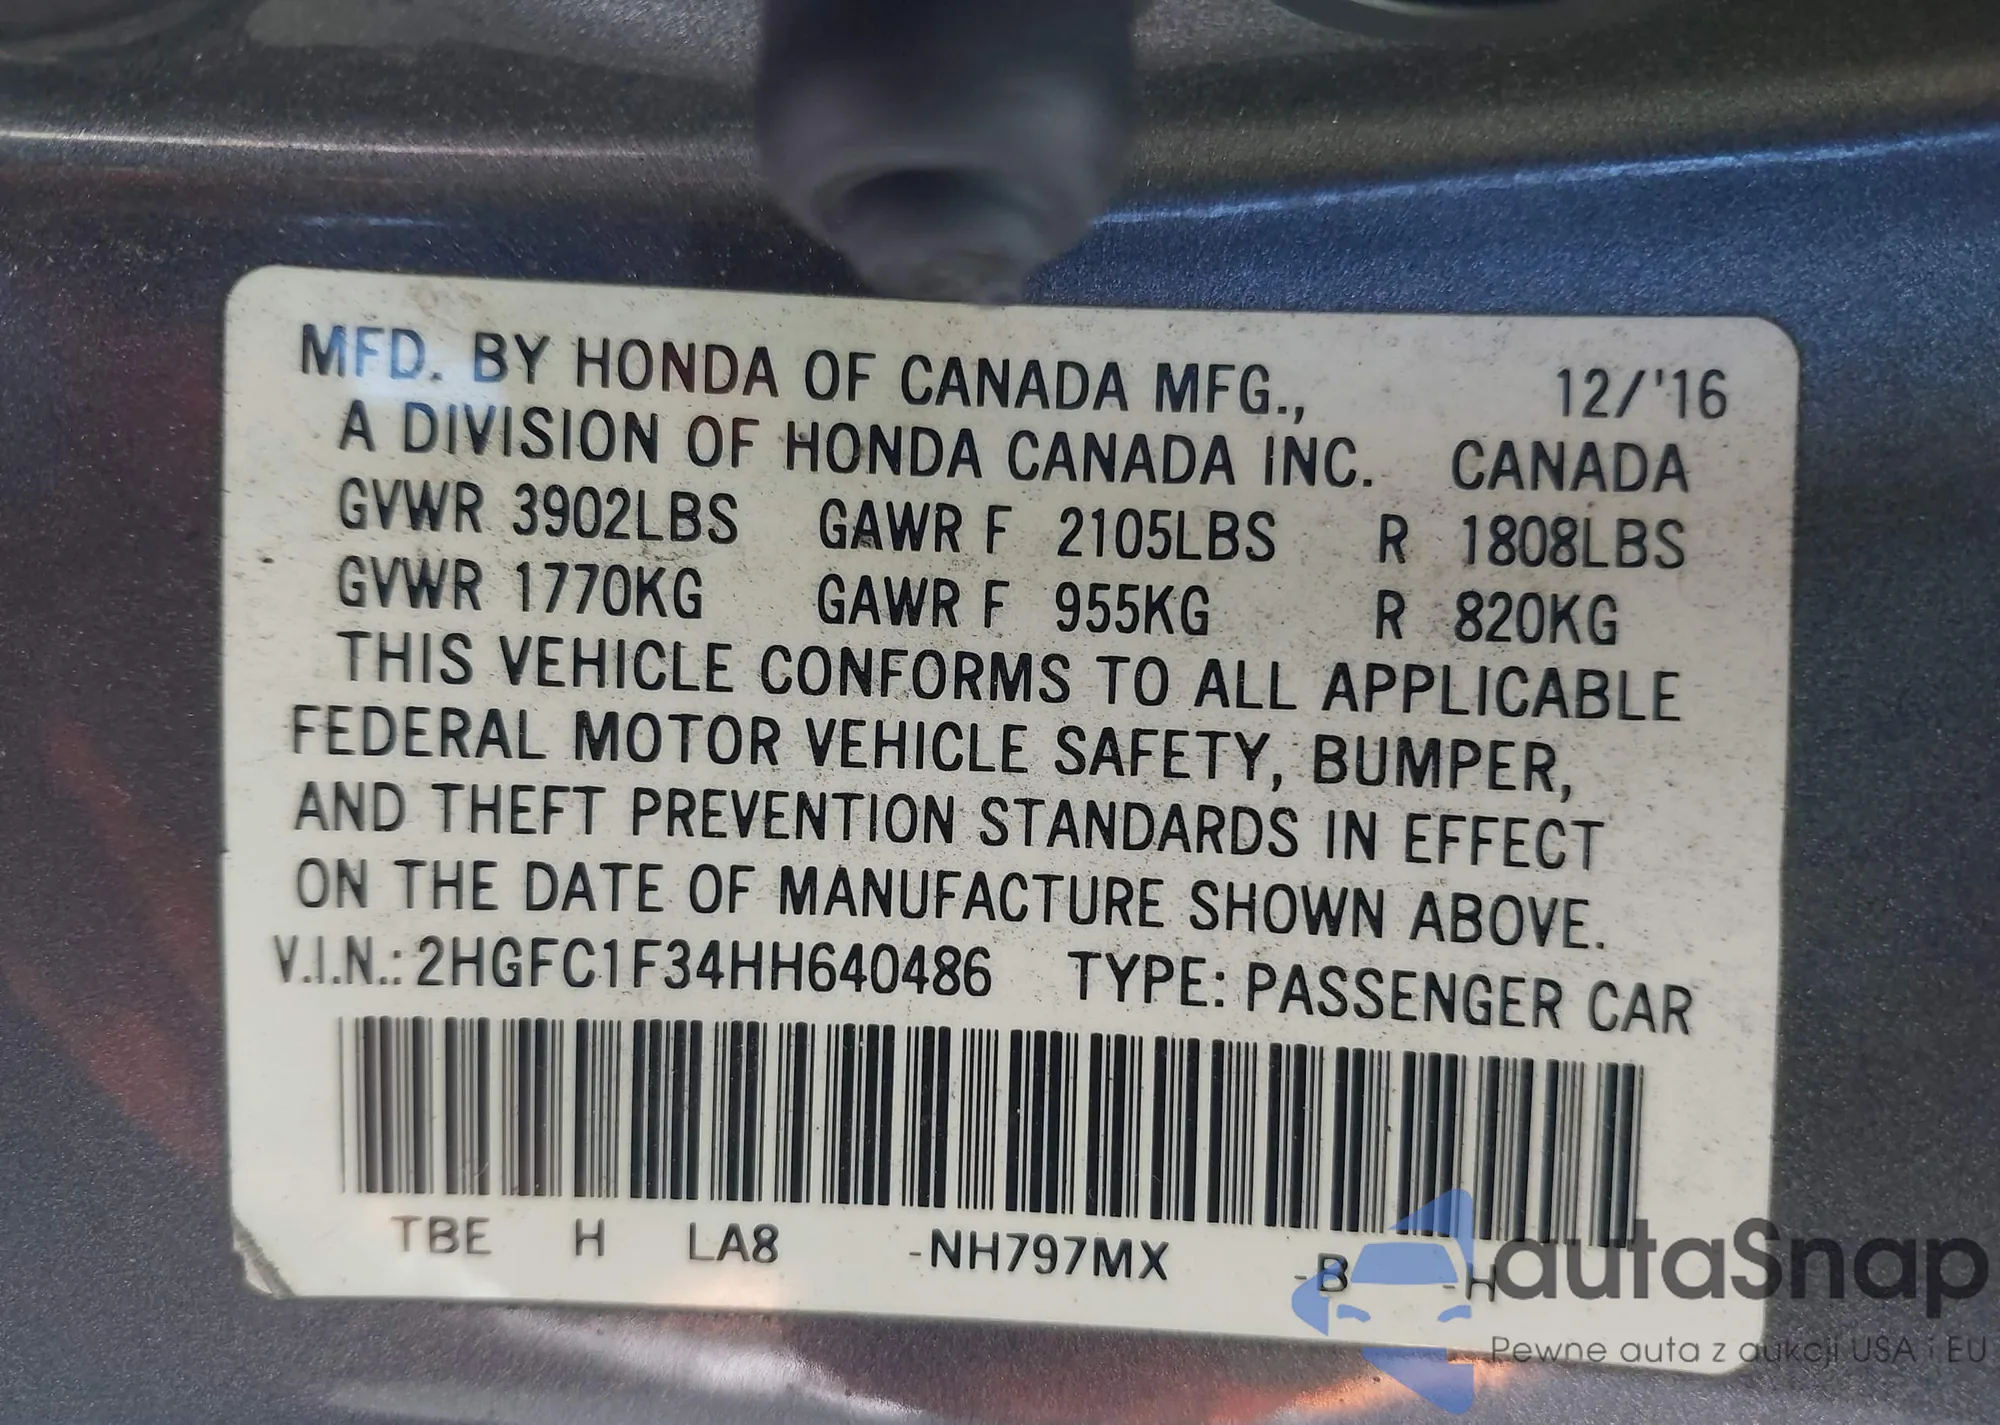 MFD. BY HONDA OF CANADA MFG., 12/'16
A DIVISION OF HONDA CANADA INC. CANADA
GVWR 3902LBS GAWR F 2105LBS R 1808LBS
GVWR 1770KG GAWR F 955KG R 820KG
THIS VEHICLE CONFORMS TO ALL APPLICABLE
FEDERAL MOTOR VEHICLE SAFETY, BUMPER,
AND THEFT PREVENTION STANDARDS IN EFFECT
ON THE DATE OF MANUFACTURE SHOWN ABOVE.
V.I.N.: 2HGFC1F34HH640486 TYPE: PASSENGER CAR
TBE H LA8 -NH797MX -B -H
autaSnap
Pewne auta z aukcji USA i EU